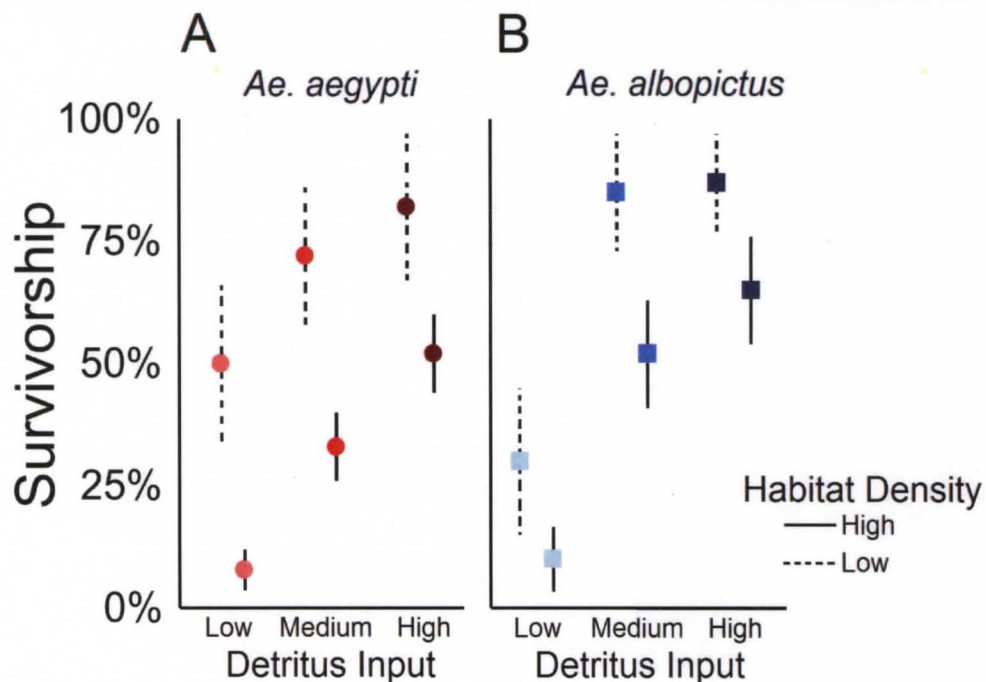 A
B
Ae. aegypti
Ae. albopictus
Survivorship
100%
75%
50%
25%
0%
Low Medium High
Detritus Input
Low Medium High
Detritus Input
Habitat Density
High
Low